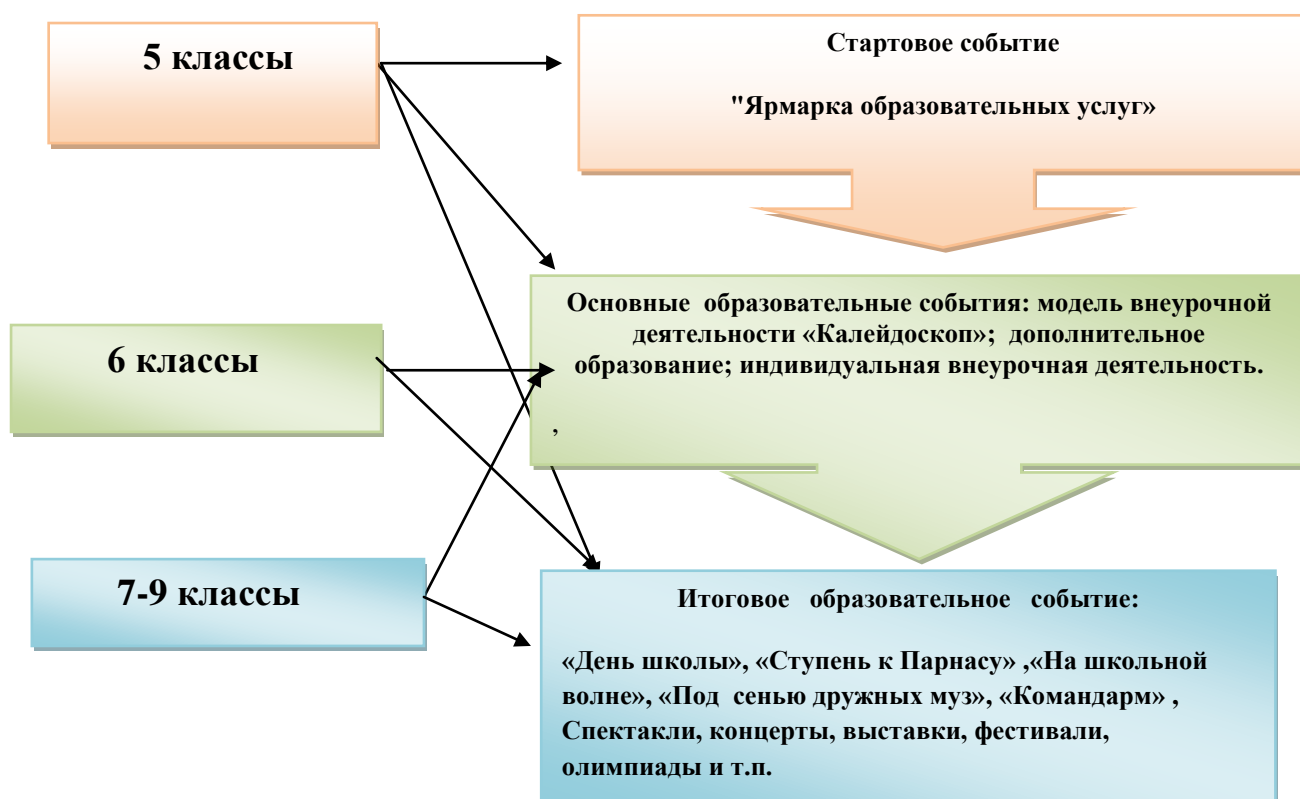 5 классы
Стартовое событие
"Ярмарка образовательных услуг»
Основные образовательные события: модель внеурочной
деятельности «Калейдоскоп»; дополнительное
образование; индивидуальная внеурочная деятельность.
,
6 классы
7-9 классы
Итоговое образовательное событие:
«День школы», «Ступень к Парнасу» ,«На школьной
волне», «Под сенью дружных муз», «Командарм» ,
Спектакли, концерты, выставки, фестивали,
олимпиады и т.п.